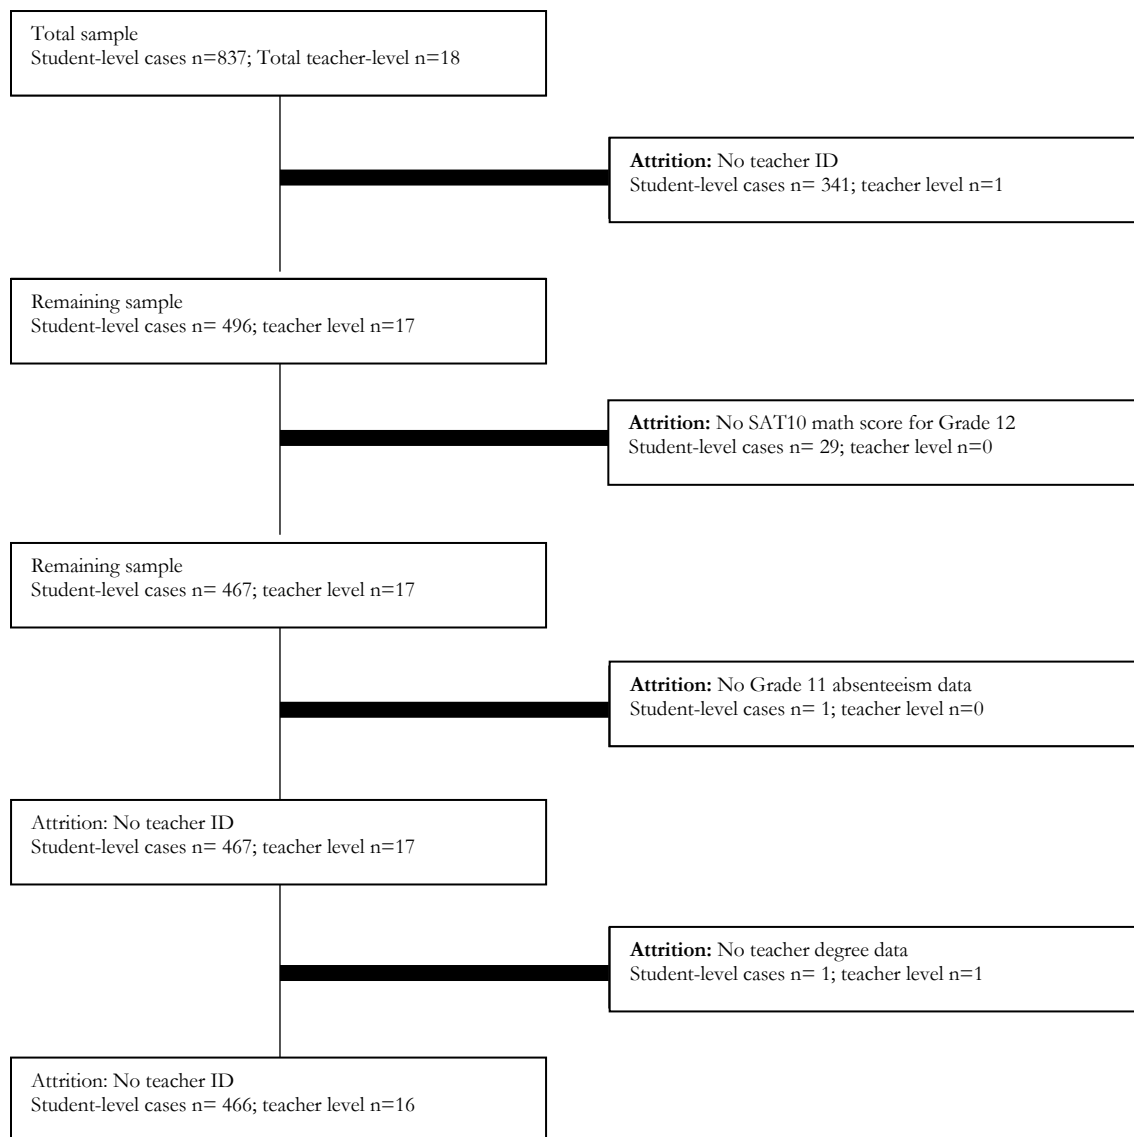 Total sample
Student-level cases n=837; Total teacher-level n=18
Attrition: No teacher ID
Student-level cases n= 341; teacher level n=1
Remaining sample
Student-level cases n= 496; teacher level n=17
Attrition: No SAT10 math score for Grade 12
Student-level cases n= 29; teacher level n=0
Remaining sample
Student-level cases n= 467; teacher level n=17
Attrition: No Grade 11 absenteeism data
Student-level cases n= 1; teacher level n=0
Attrition: No teacher ID
Student-level cases n= 467; teacher level n=17
Attrition: No teacher degree data
Student-level cases n= 1; teacher level n=1
Attrition: No teacher ID
Student-level cases n= 466; teacher level n=16